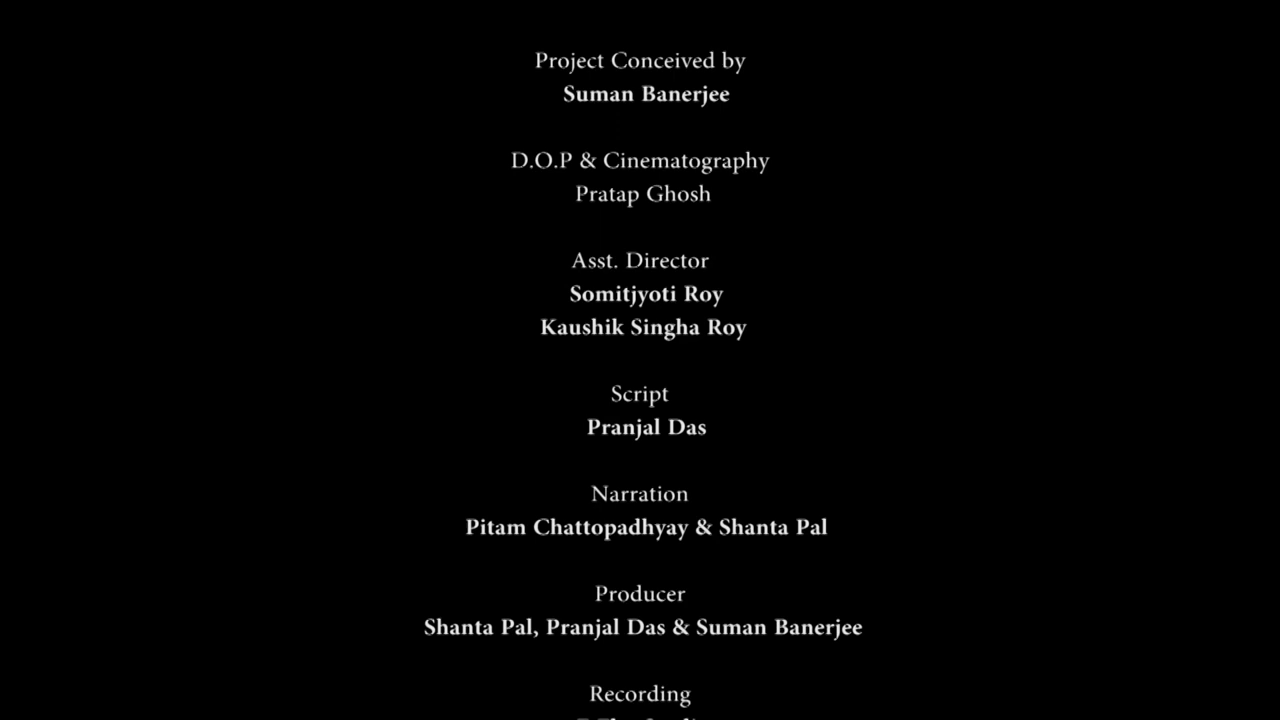 Project Conceived by
Suman Banerjee
D.O.P & Cinematography
Pratap Ghosh
Asst. Director
Somitjyoti Roy
Kaushik Singha Roy
Script
Pranjal Das
Narration
Pitam Chattopadhyay & Shanta Pal
Producer
Shanta Pal, Pranjal Das & Suman Banerjee
Recording